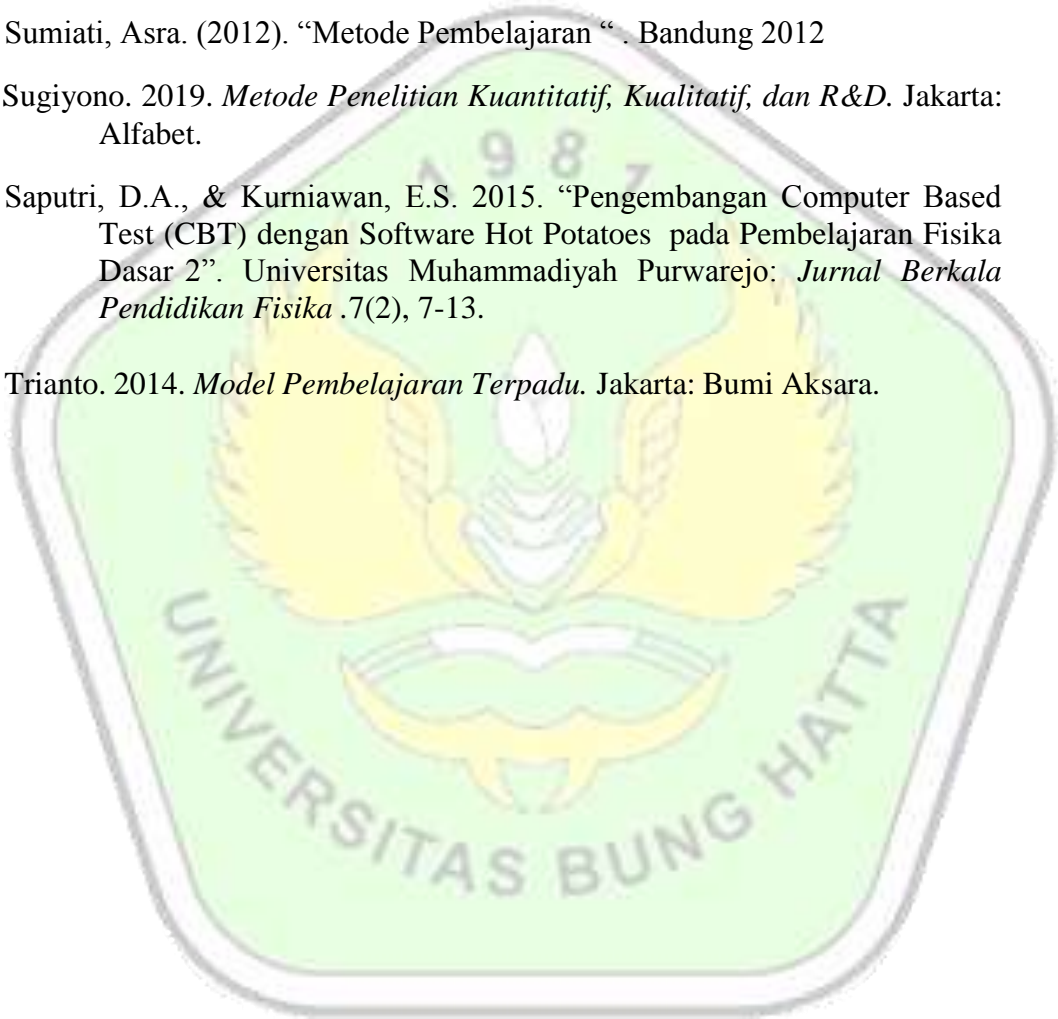 Sumiati, Asra. (2012). “Metode Pembelajaran “ . Bandung 2012
Sugiyono. 2019. Metode Penelitian Kuantitatif, Kualitatif, dan R&D. Jakarta:
Alfabet.
Saputri, D.A., & Kurniawan, E.S. 2015. “Pengembangan Computer Based
Test (CBT) dengan Software Hot Potatoes pada Pembelajaran Fisika
Dasar 2”. Universitas Muhammadiyah Purwarejo: Jurnal Berkala
Pendidikan Fisika .7(2), 7-13.
Trianto. 2014. Model Pembelajaran Terpadu. Jakarta: Bumi Aksara.
1981
UNIVERSITAS BUNG HATTA